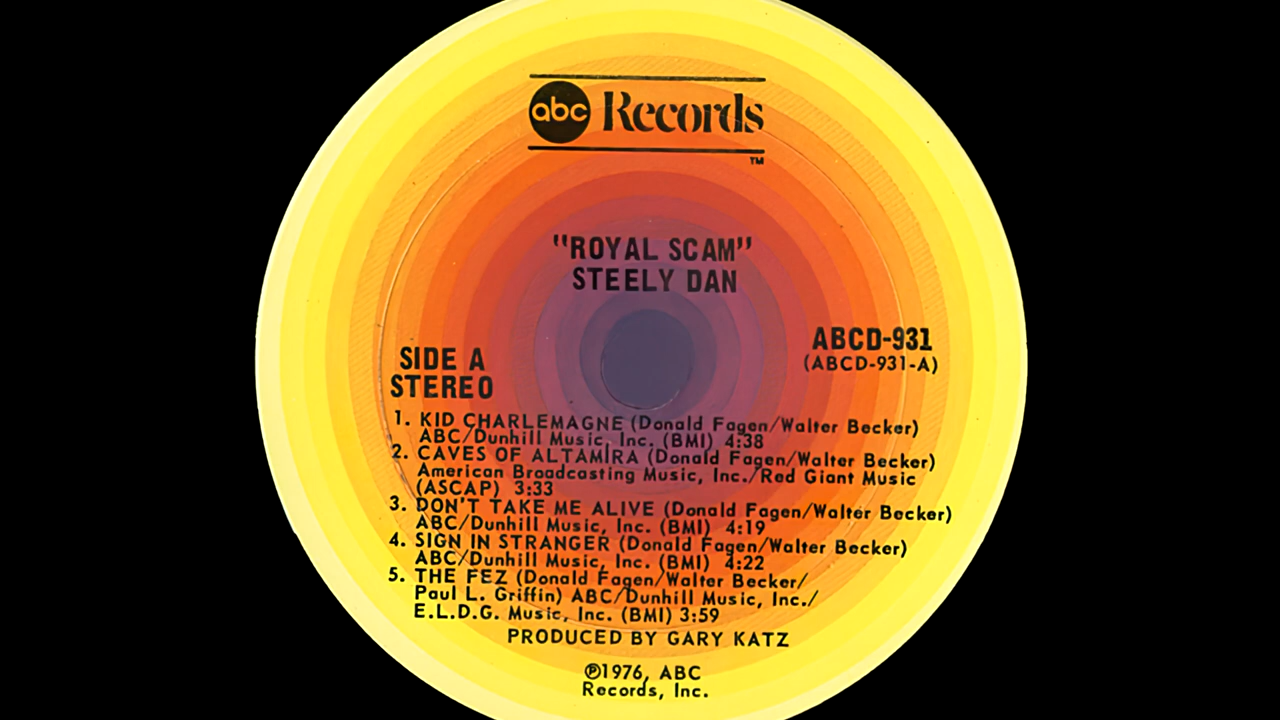 abc Records
TM
"ROYAL SCAM"
STEELY DAN
ABCD-931
(ABCD-931-A)
SIDE A
STEREO
1. KID CHARLEMAGNE (Donald Fagen/Walter Becker)
ABC/Dunhill Music, Inc. (BMI) 4:38
2. CAVES OF ALTAMIRA (Donald Fagen/Walter Becker)
American Broadcasting Music, Inc./Red Giant Music
(ASCAP) 3:33
3. DON'T TAKE ME ALIVE (Donald Fagen/Walter Becker)
ABC/Dunhill Music, Inc. (BMI) 4:19
4. SIGN IN STRANGER (Donald Fagen/Walter Becker)
ABC/Dunhill Music, Inc. (BMI) 4:22
5. THE FEZ (Donald Fagen/Walter Becker/
Paul L. Griffin) ABC/Dunhill Music, Inc./
E.L.D.G. Music, Inc. (BMI) 3:59
PRODUCED BY GARY KATZ
℗1976, ABC
Records, Inc.